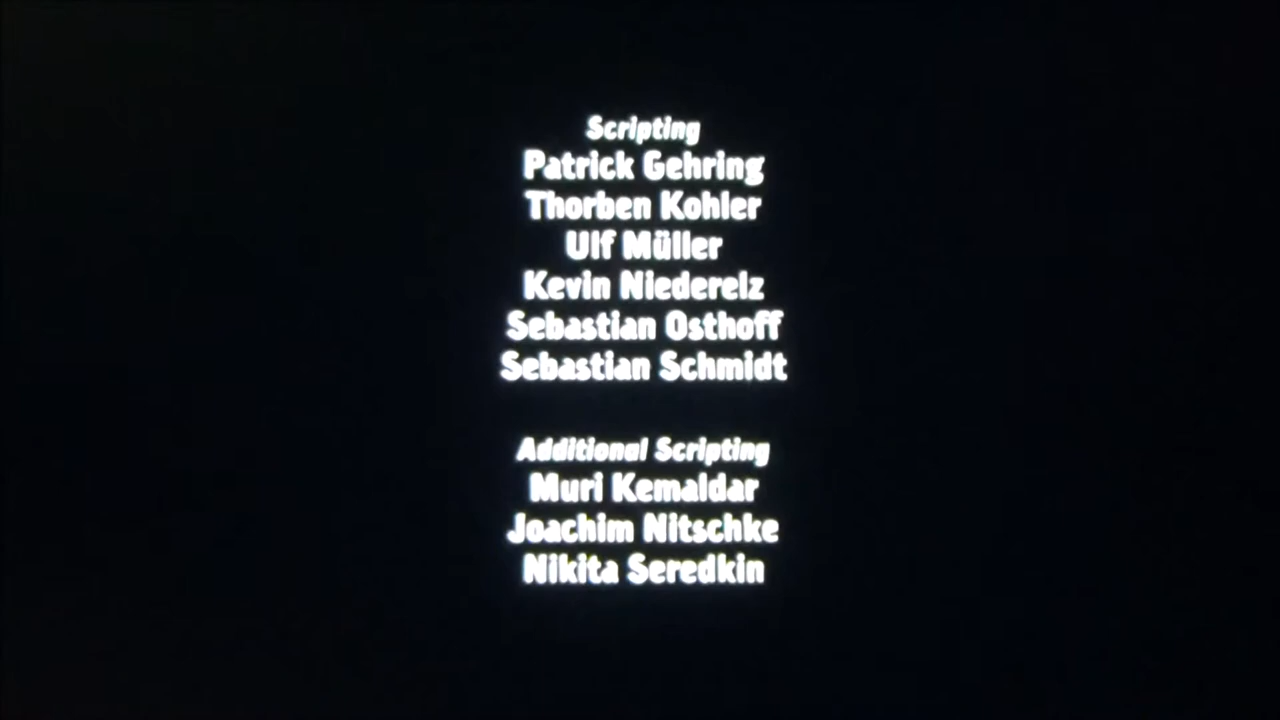 Scripting
Patrick Gehring
Thorben Kohler
Ulf Müller
Kevin Niederelz
Sebastian Osthoff
Sebastian Schmidt
Additional Scripting
Muri Kemaldar
Joachim Nitschke
Nikita Seredkin